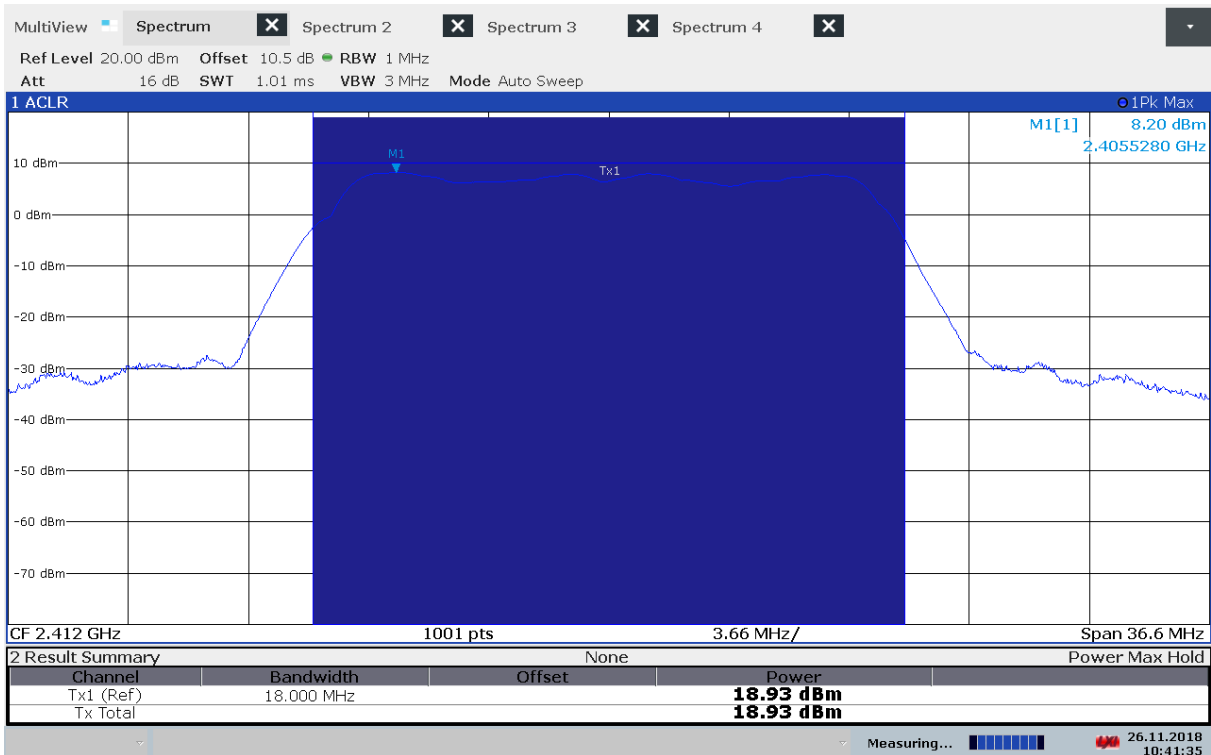 MultiView Spectrum X Spectrum 2 X Spectrum 3 X Spectrum 4 X
Ref Level 20.00 dBm Offset 10.5 dB RBW 1 MHz
Att 16 dB SWT 1.01 ms VBW 3 MHz Mode Auto Sweep
1 ACLR 1Pk Max
M1[1] 8.20 dBm
2.4055280 GHz
M1
10 dBm
Tx1
0 dBm
-10 dBm
-20 dBm
-30 dBm
-40 dBm
-50 dBm
-60 dBm
-70 dBm
CF 2.412 GHz 1001 pts 3.66 MHz/ Span 36.6 MHz
2 Result Summary None Power Max Hold
Channel Bandwidth Offset Power
Tx1 (Ref) 18.000 MHz 18.93 dBm
Tx Total 18.93 dBm
Measuring... 26.11.2018
10:41:35